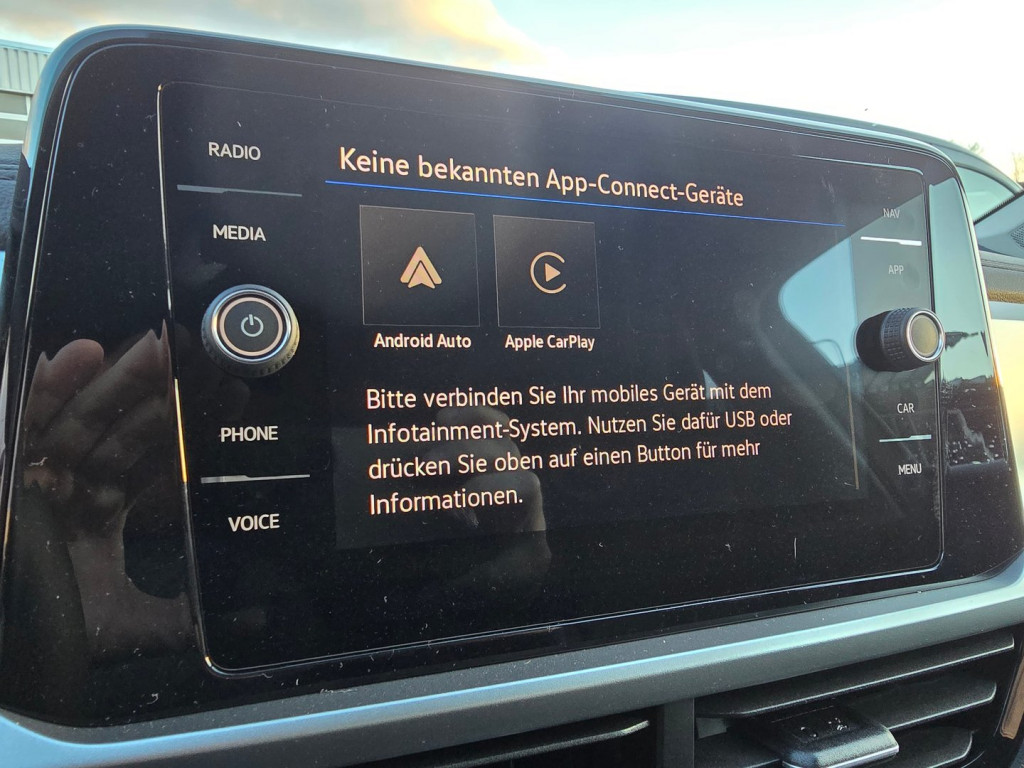 RADIO
MEDIA
PHONE
VOICE
Keine bekannten App-Connect-Geräte
Android Auto
Apple CarPlay
Bitte verbinden Sie Ihr mobiles Gerät mit dem
Infotainment-System. Nutzen Sie dafür USB oder
drücken Sie oben auf einen Button für mehr
Informationen.
NAV
APP
CAR
MENU